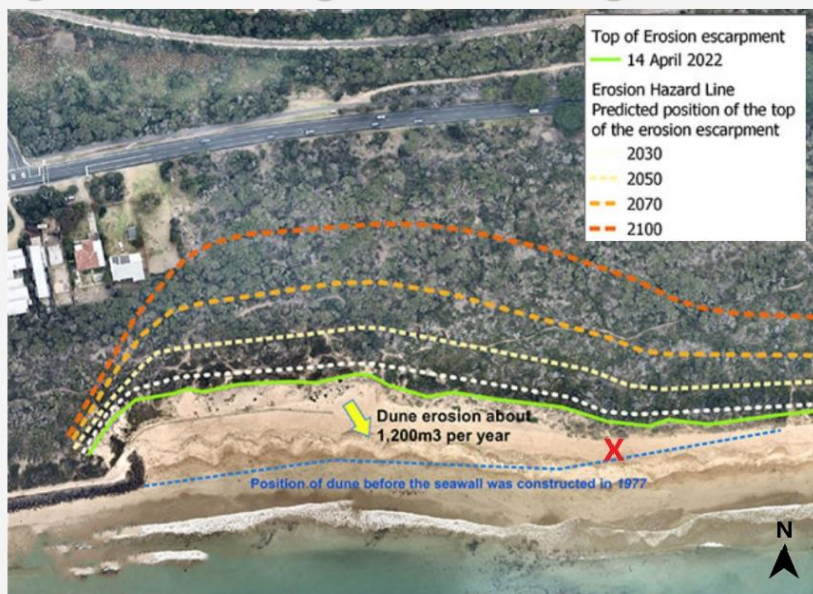 Top of Erosion escarpment
14 April 2022
Erosion Hazard Line
Predicted position of the top
of the erosion escarpment
2030
2050
2070
2100
Dune erosion about
1,200m3 per year
X
Position of dune before the seawall was constructed in 1977
N